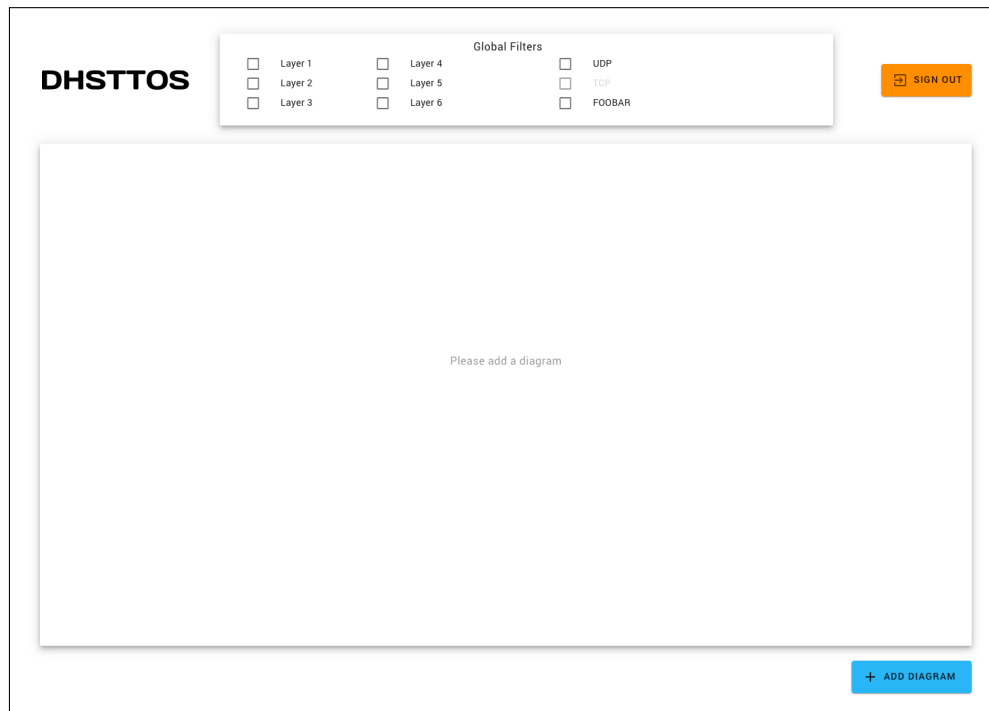 Global Filters
DHSTTOS
Layer 1 Layer 4 UDP
Layer 2 Layer 5 TCP
Layer 3 Layer 6 FOOBAR
SIGN OUT
Please add a diagram
ADD DIAGRAM